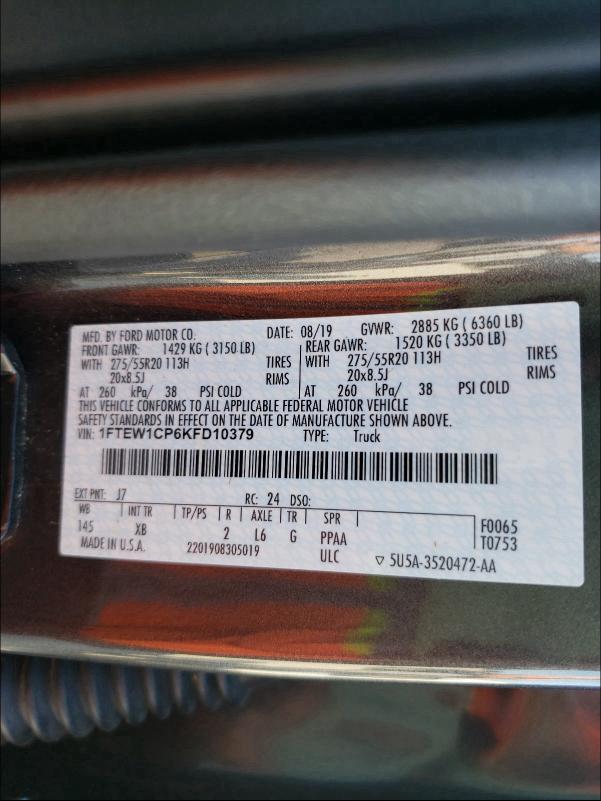 MFD. BY FORD MOTOR CO. DATE: 08/19 GVWR: 2885 KG ( 6360 LB)
FRONT GAWR: 1429 KG ( 3150 LB) REAR GAWR: 1520 KG ( 3350 LB)
WITH 275/55R20 113H TIRES WITH 275/55R20 113H TIRES
20x8.5J RIMS 20x8.5J RIMS
AT 260 kPa/ 38 PSI COLD AT 260 kPa/ 38 PSI COLD
THIS VEHICLE CONFORMS TO ALL APPLICABLE FEDERAL MOTOR VEHICLE
SAFETY STANDARDS IN EFFECT ON THE DATE OF MANUFACTURE SHOWN ABOVE.
VIN: 1FTEW1CP6KFD10379 TYPE: Truck
EXT PNT: J7 RC: 24 DSO:
WB INT TR TP/PS R AXLE TR SPR F0065
145 XB 2 L6 G PPAA T0753
MADE IN U.S.A. 2201908305019 ULC ▽ 5U5A-3520472-AA